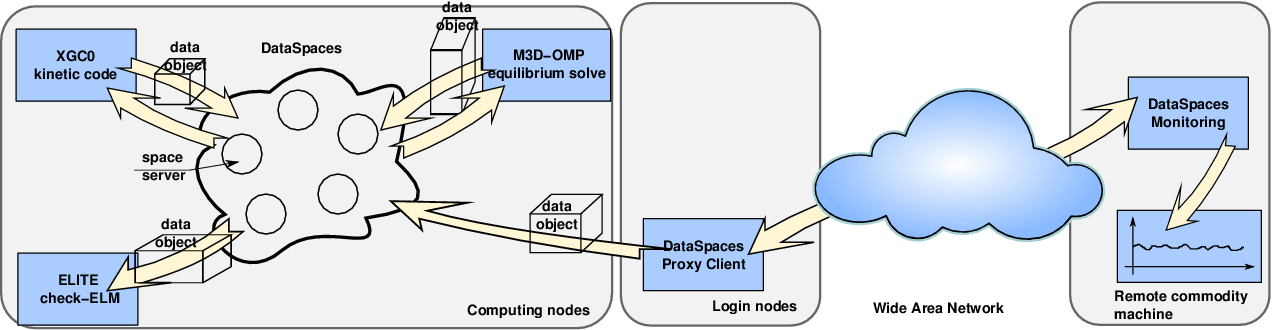 XGC0
kinetic code
data
object
DataSpaces
data
object
M3D−OMP
equilibrium solve
space
server
data
object
ELITE
check−ELM
data
object
Computing nodes
DataSpaces
Proxy Client
Login nodes
Wide Area Network
DataSpaces
Monitoring
Remote commodity
machine